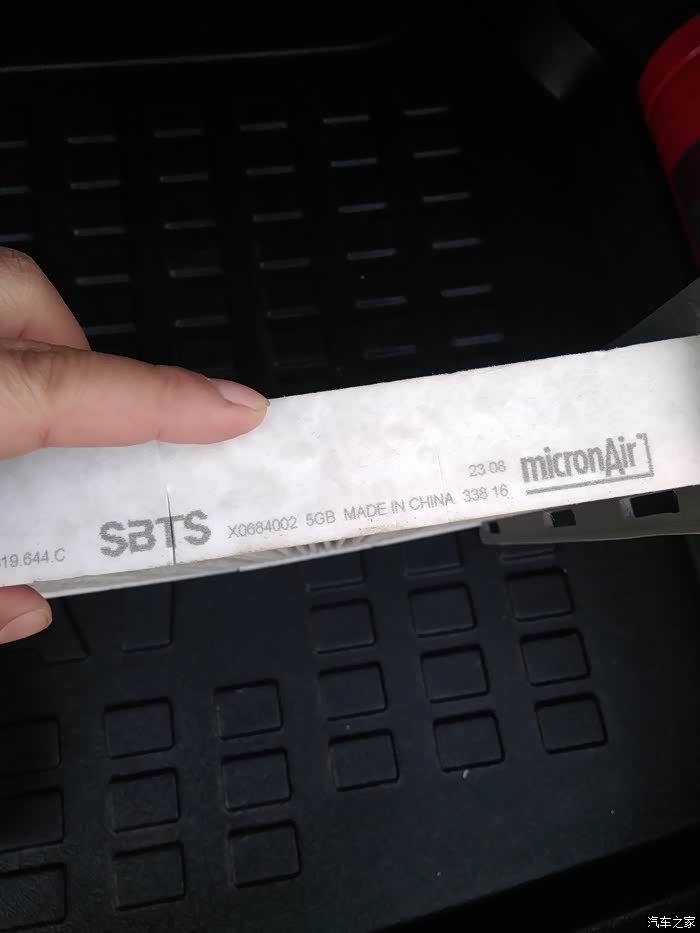 19.644.C SBTS X0684002 5GB MADE IN CHINA 338 16
23 08
micronAir
汽车之家